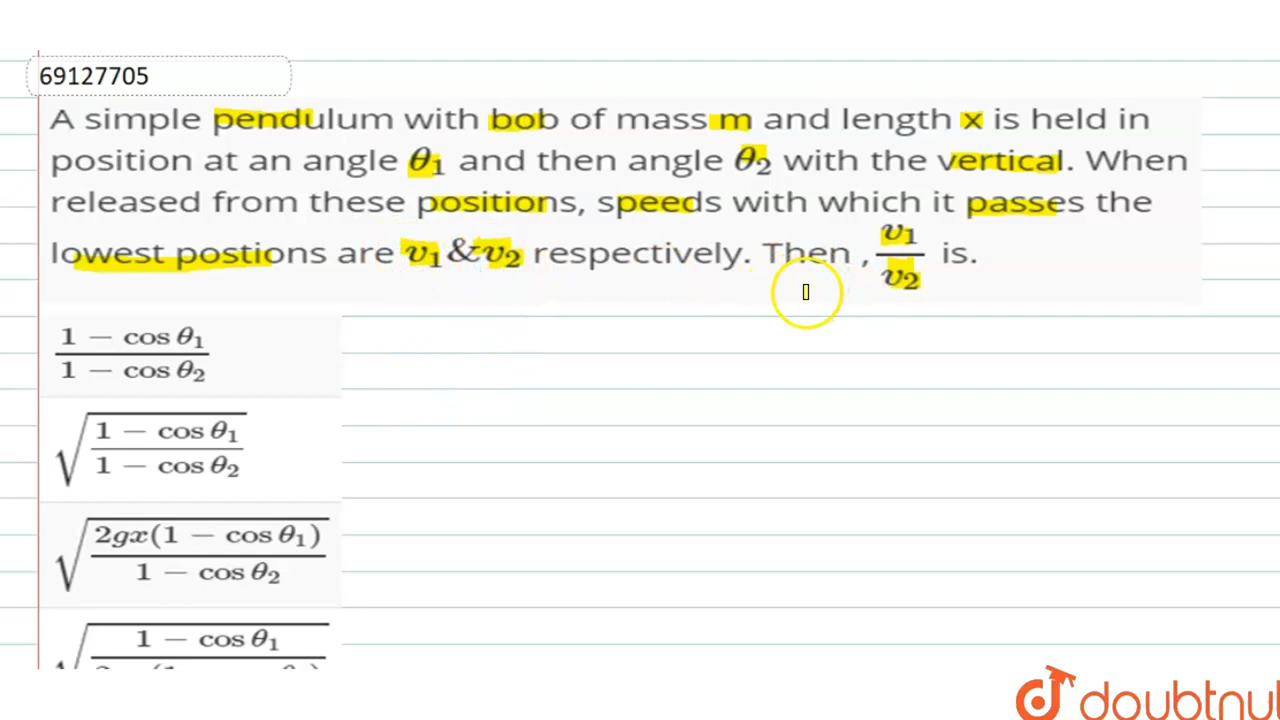 69127705
A simple pendulum with bob of mass m and length x is held in
position at an angle θ₁ and then angle θ₂ with the vertical. When
released from these positions, speeds with which it passes the
lowest postions are v₁&v₂ respectively. Then , v₁/v₂ is.
(1 − cos θ₁)/(1 − cos θ₂)
√((1 − cos θ₁)/(1 − cos θ₂))
√((2gx(1 − cos θ₁))/(1 − cos θ₂))
1 − cos θ₁
doubtnut